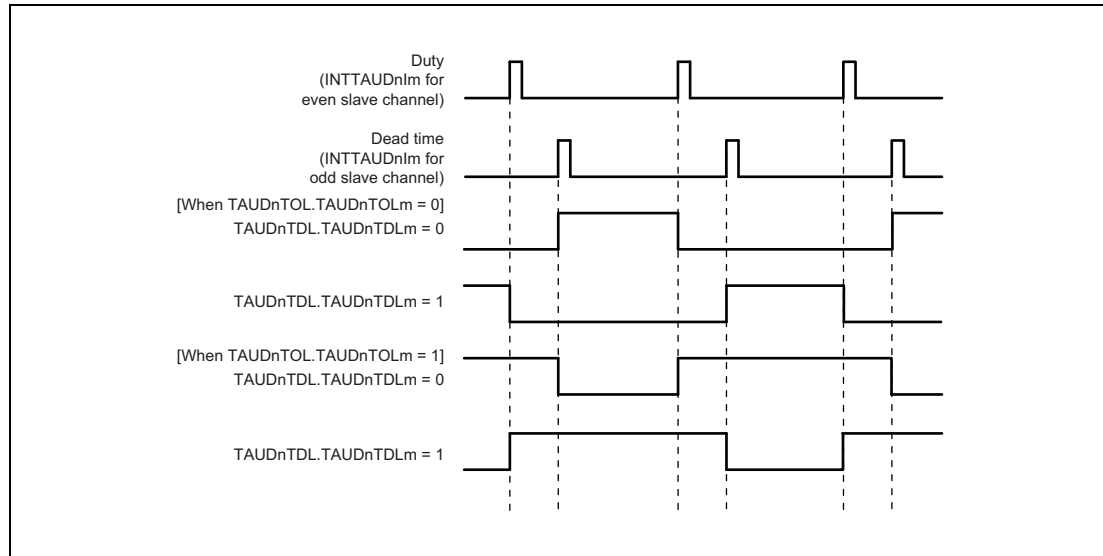 Duty
(INTTAUDnIm for
even slave channel)
Dead time
(INTTAUDnIm for
odd slave channel)
[When TAUDnTOL.TAUDnTOLm = 0]
TAUDnTDL.TAUDnTDLm = 0
TAUDnTDL.TAUDnTDLm = 1
[When TAUDnTOL.TAUDnTOLm = 1]
TAUDnTDL.TAUDnTDLm = 0
TAUDnTDL.TAUDnTDLm = 1